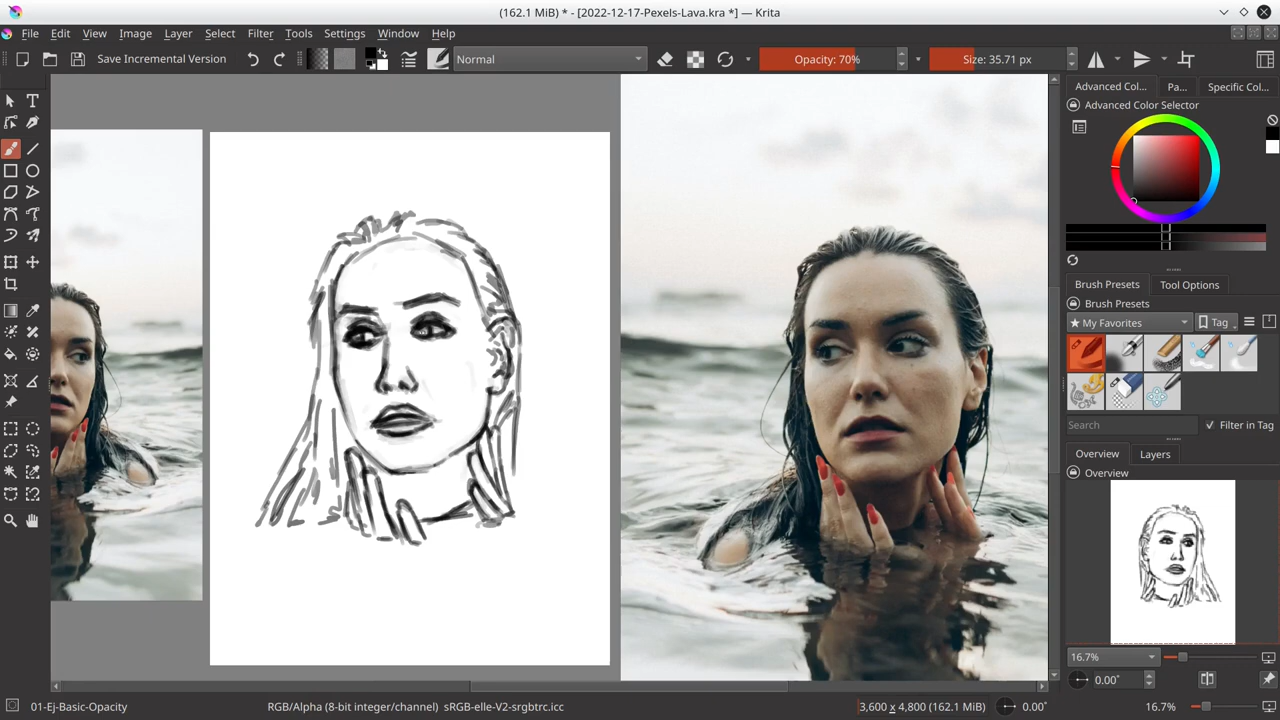 (162.1 MiB) * - [2022-12-17-Pexels-Lava.kra *] — Krita
File Edit View Image Layer Select Filter Tools Settings Window Help
Save Incremental Version
Normal
Opacity: 70%
Size: 35.71 px
Advanced Col... Pa... Specific Col...
Advanced Color Selector
Brush Presets Tool Options
Brush Presets
★ My Favorites
Tag
Search
Filter in Tag
Overview Layers
Overview
16.7%
0.00°
01-Ej-Basic-Opacity
RGB/Alpha (8-bit integer/channel) sRGB-elle-V2-srgbtrc.icc
3,600 x 4,800 (162.1 MiB)
0.00°
16.7%